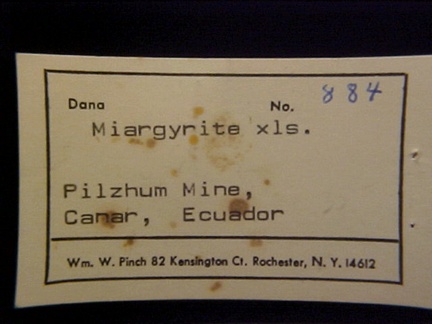 Dana No. 884
Miargyrite xls.
Pilzhum Mine,
Canar, Ecuador
Wm. W. Pinch 82 Kensington Ct. Rochester, N. Y. 14612